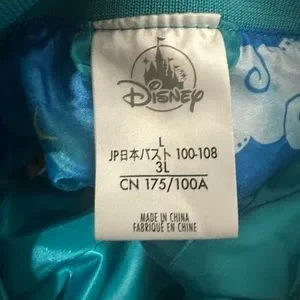 Disney
L
JP日本バスト 100-108
3L
CN 175/100A
MADE IN CHINA
FABRIQUÉ EN CHINE